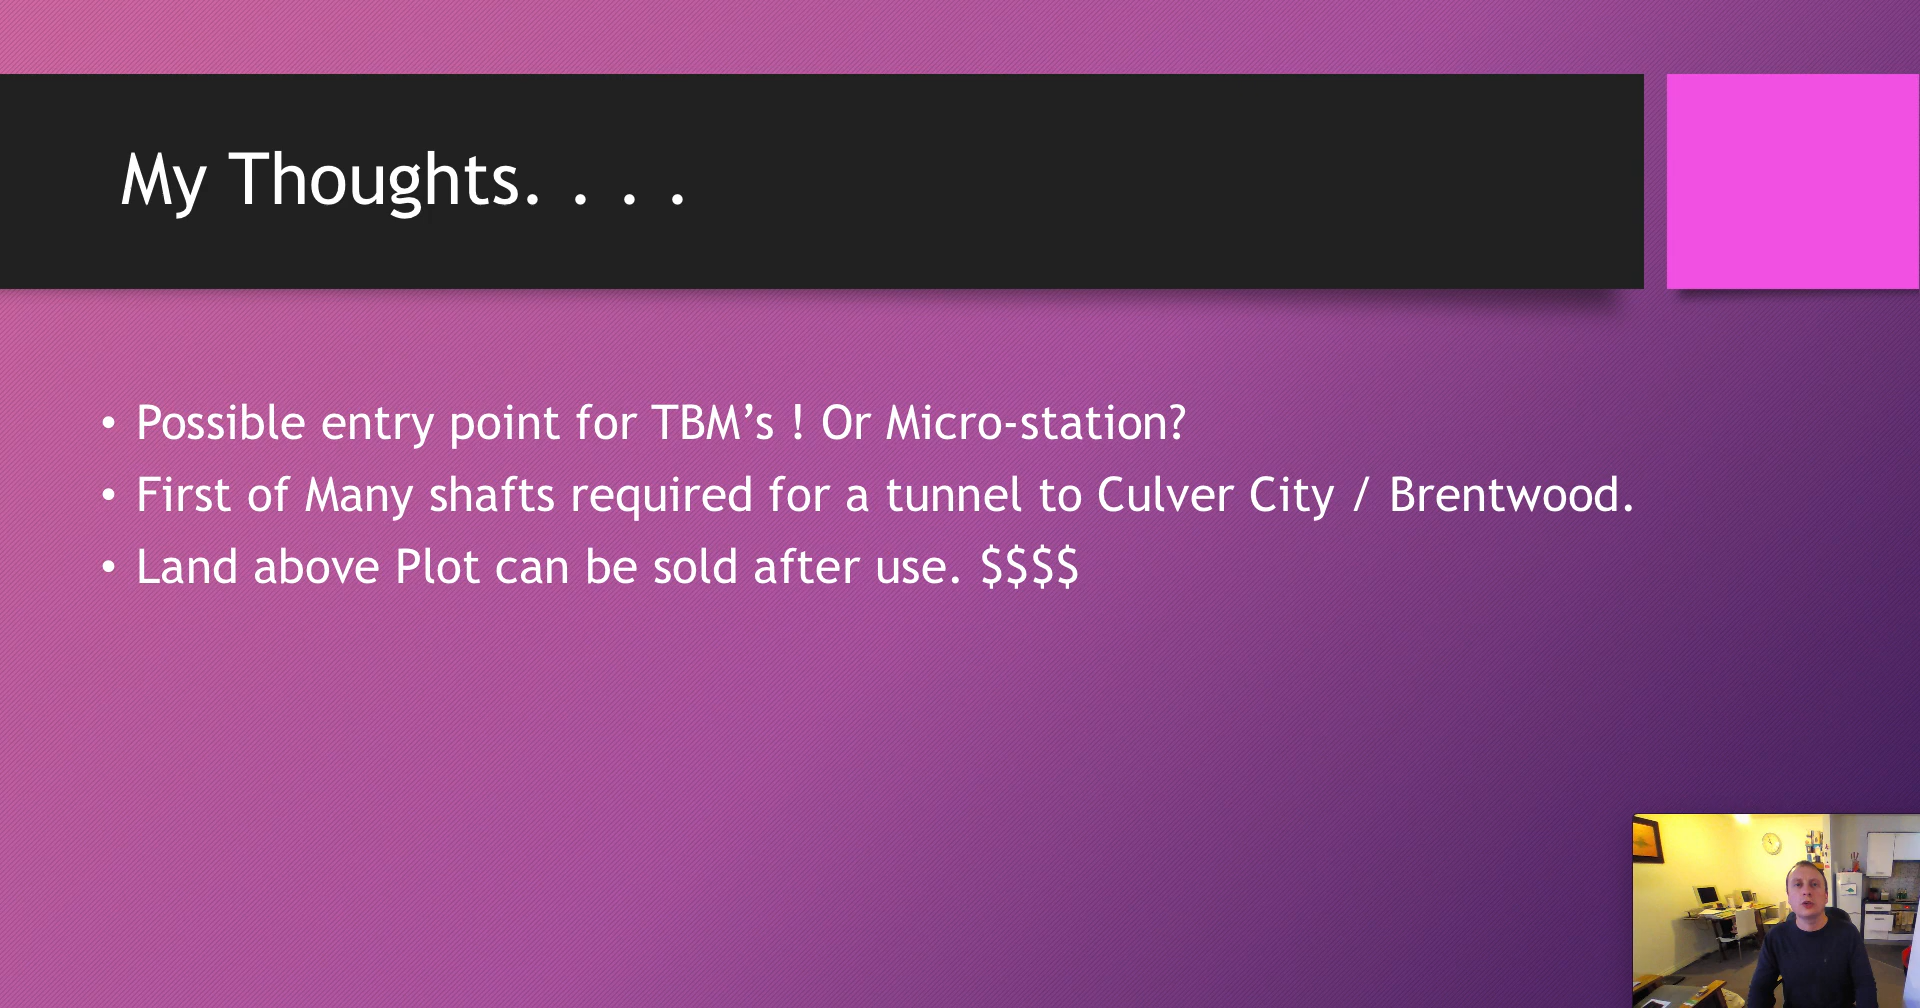 My Thoughts. . . .
• Possible entry point for TBM’s ! Or Micro-station?
• First of Many shafts required for a tunnel to Culver City / Brentwood.
• Land above Plot can be sold after use. $$$$